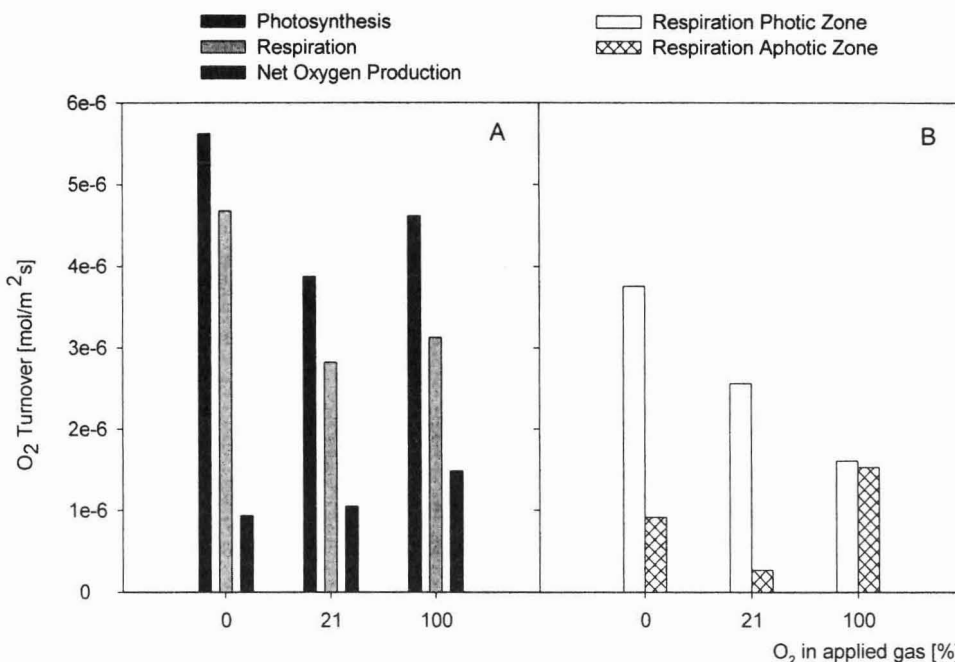 Photosynthesis
Respiration
Net Oxygen Production
Respiration Photic Zone
Respiration Aphotic Zone
O2 Turnover [mol/m2s]
6e-6
5e-6
4e-6
3e-6
2e-6
1e-6
0
A
B
0 21 100
0 21 100
O2 in applied gas [%]